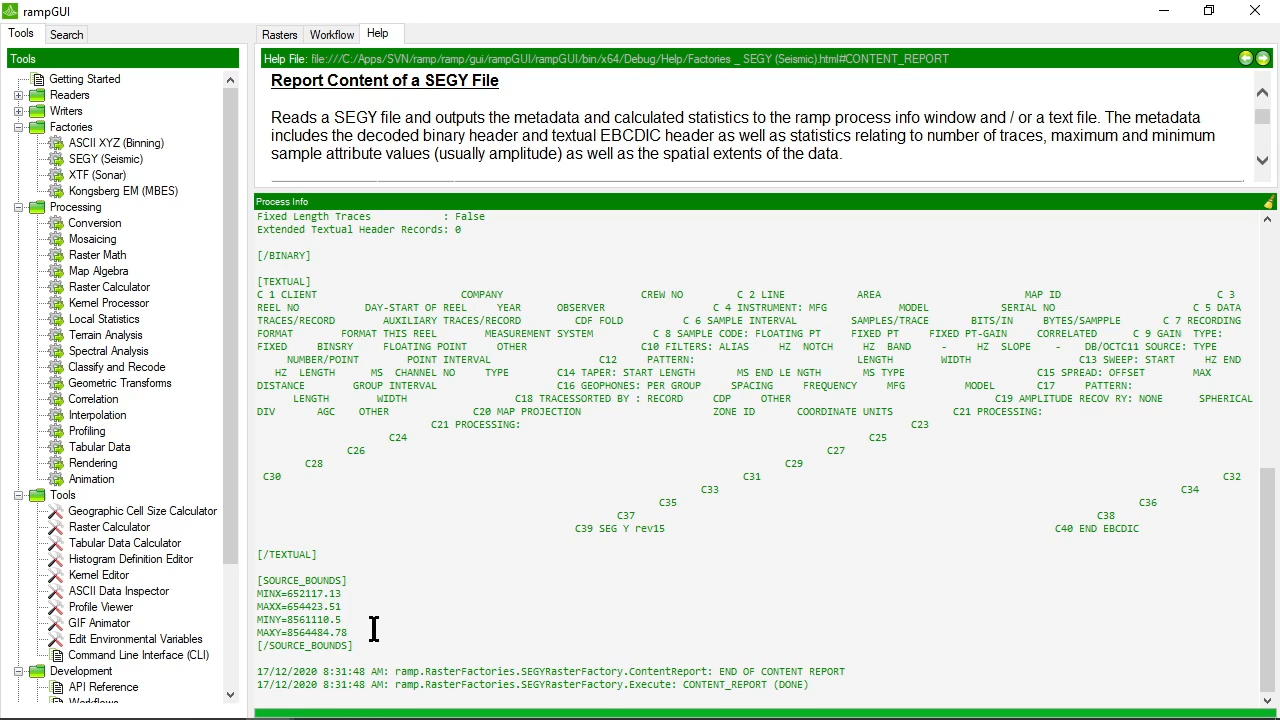 rampGUI
Tools Search
Rasters Workflow Help
Tools
Getting Started
Readers
Writers
Factories
ASCII XYZ (Binning)
SEGY (Seismic)
XTF (Sonar)
Kongsberg EM (MBES)
Processing
Conversion
Mosaicing
Raster Math
Map Algebra
Raster Calculator
Kernel Processor
Local Statistics
Terrain Analysis
Spectral Analysis
Classify and Recode
Geometric Transforms
Correlation
Interpolation
Profiling
Tabular Data
Rendering
Animation
Tools
Geographic Cell Size Calculator
Raster Calculator
Tabular Data Calculator
Histogram Definition Editor
Kernel Editor
ASCII Data Inspector
Profile Viewer
GIF Animator
Edit Environmental Variables
Command Line Interface (CLI)
Development
API Reference
Workflows
Help File: file:///C:/Apps/SVN/ramp/ramp/gui/rampGUI/rampGUI/bin/x64/Debug/Help/Factories _ SEGY (Seismic).html#CONTENT_REPORT
Report Content of a SEGY File
Reads a SEGY file and outputs the metadata and calculated statistics to the ramp process info window and / or a text file. The metadata
includes the decoded binary header and textual EBCDIC header as well as statistics relating to number of traces, maximum and minimum
sample attribute values (usually amplitude) as well as the spatial extents of the data.
Process Info
Fixed Length Traces : False
Extended Textual Header Records: 0
[/BINARY]
[TEXTUAL]
C 1 CLIENT COMPANY CREW NO C 2 LINE AREA MAP ID C 3
REEL NO DAY-START OF REEL YEAR OBSERVER C 4 INSTRUMENT: MFG MODEL SERIAL NO C 5 DATA
TRACES/RECORD AUXILIARY TRACES/RECORD CDF FOLD C 6 SAMPLE INTERVAL SAMPLES/TRACE BITS/IN BYTES/SAMPPLE C 7 RECORDING
FORMAT FORMAT THIS REEL MEASUREMENT SYSTEM C 8 SAMPLE CODE: FLOATING PT FIXED PT FIXED PT-GAIN CORRELATED C 9 GAIN TYPE:
FIXED BINSRY FLOATING POINT OTHER C10 FILTERS: ALIAS HZ NOTCH HZ BAND - HZ SLOPE - DB/OCTC11 SOURCE: TYPE
NUMBER/POINT POINT INTERVAL C12 PATTERN: LENGTH WIDTH C13 SWEEP: START HZ END
HZ LENGTH MS CHANNEL NO TYPE C14 TAPER: START LENGTH MS END LE NGTH MS TYPE C15 SPREAD: OFFSET MAX
DISTANCE GROUP INTERVAL C16 GEOPHONES: PER GROUP SPACING FREQUENCY MFG MODEL C17 PATTERN:
LENGTH WIDTH C18 TRACESSORTED BY : RECORD CDP OTHER C19 AMPLITUDE RECOV RY: NONE SPHERICAL
DIV AGC OTHER C20 MAP PROJECTION ZONE ID COORDINATE UNITS C21 PROCESSING:
C21 PROCESSING: C23
C24 C25
C26 C27
C28 C29
C30 C31 C32
C33 C34
C35 C36
C37 C38
C39 SEG Y rev15 C40 END EBCDIC
[/TEXTUAL]
[SOURCE_BOUNDS]
MINX=652117.13
MAXX=654423.51
MINY=8561110.5
MAXY=8564484.78
[/SOURCE_BOUNDS]
17/12/2020 8:31:48 AM: ramp.RasterFactories.SEGYRasterFactory.ContentReport: END OF CONTENT REPORT
17/12/2020 8:31:48 AM: ramp.RasterFactories.SEGYRasterFactory.Execute: CONTENT_REPORT (DONE)